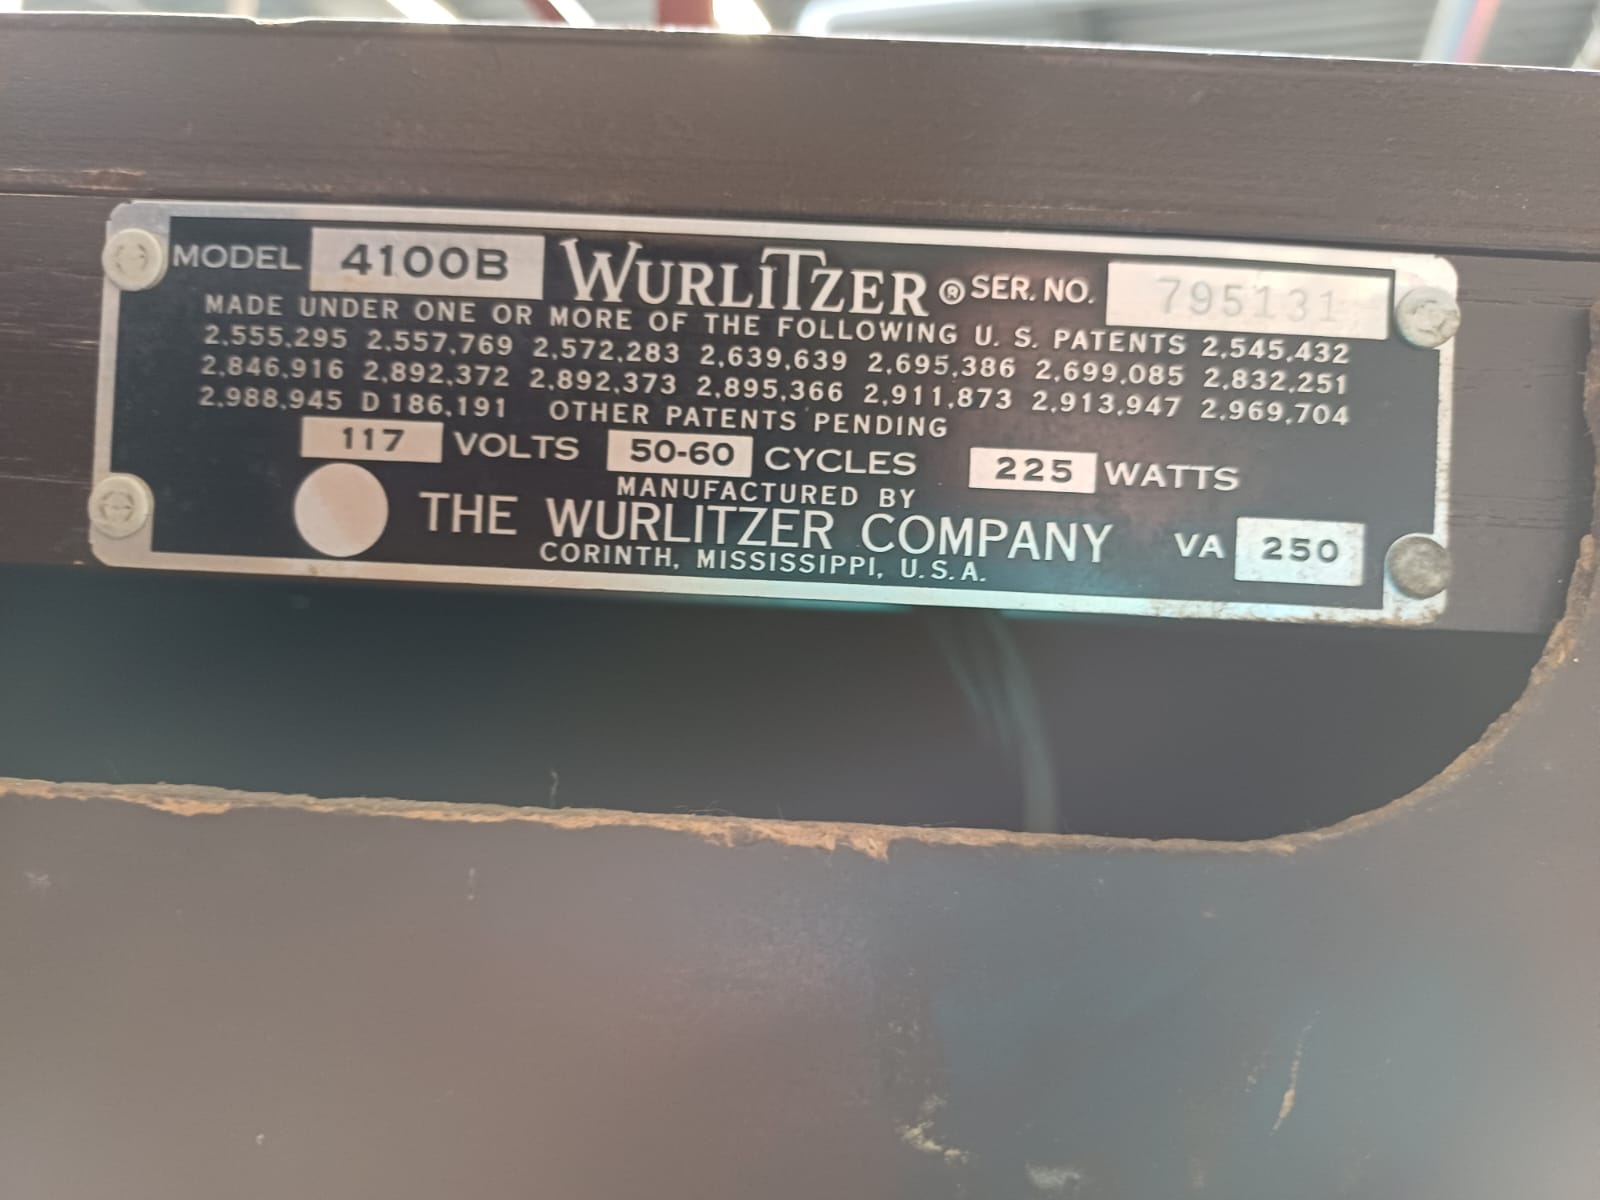 MODEL 4100B WURLITZER ® SER. NO. 795131
MADE UNDER ONE OR MORE OF THE FOLLOWING U. S. PATENTS 2,545,432
2,555,295 2,557,769 2,572,283 2,639,639 2,695,386 2,699,085 2,832,251
2,846,916 2,892,372 2,892,373 2,895,366 2,911,873 2,913,947 2,969,704
2,988,945 D 186,191 OTHER PATENTS PENDING
117 VOLTS 50-60 CYCLES 225 WATTS
MANUFACTURED BY
THE WURLITZER COMPANY VA 250
CORINTH, MISSISSIPPI, U.S.A.